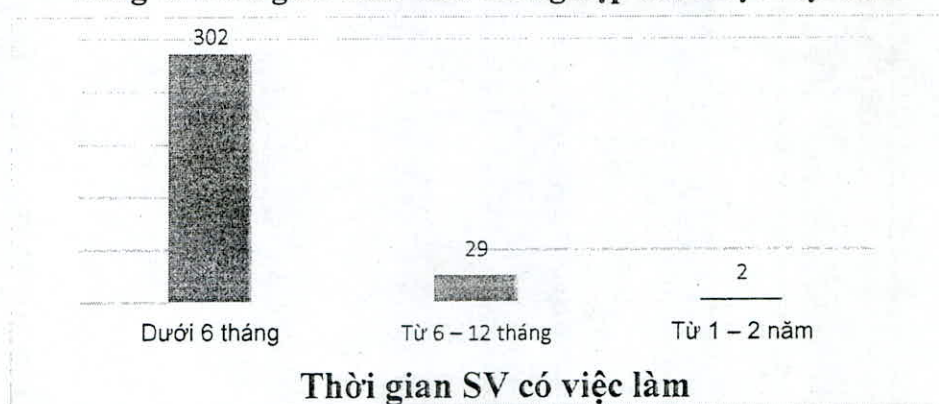 302
29
2
Dưới 6 tháng
Từ 6 – 12 tháng
Từ 1 – 2 năm
Thời gian SV có việc làm